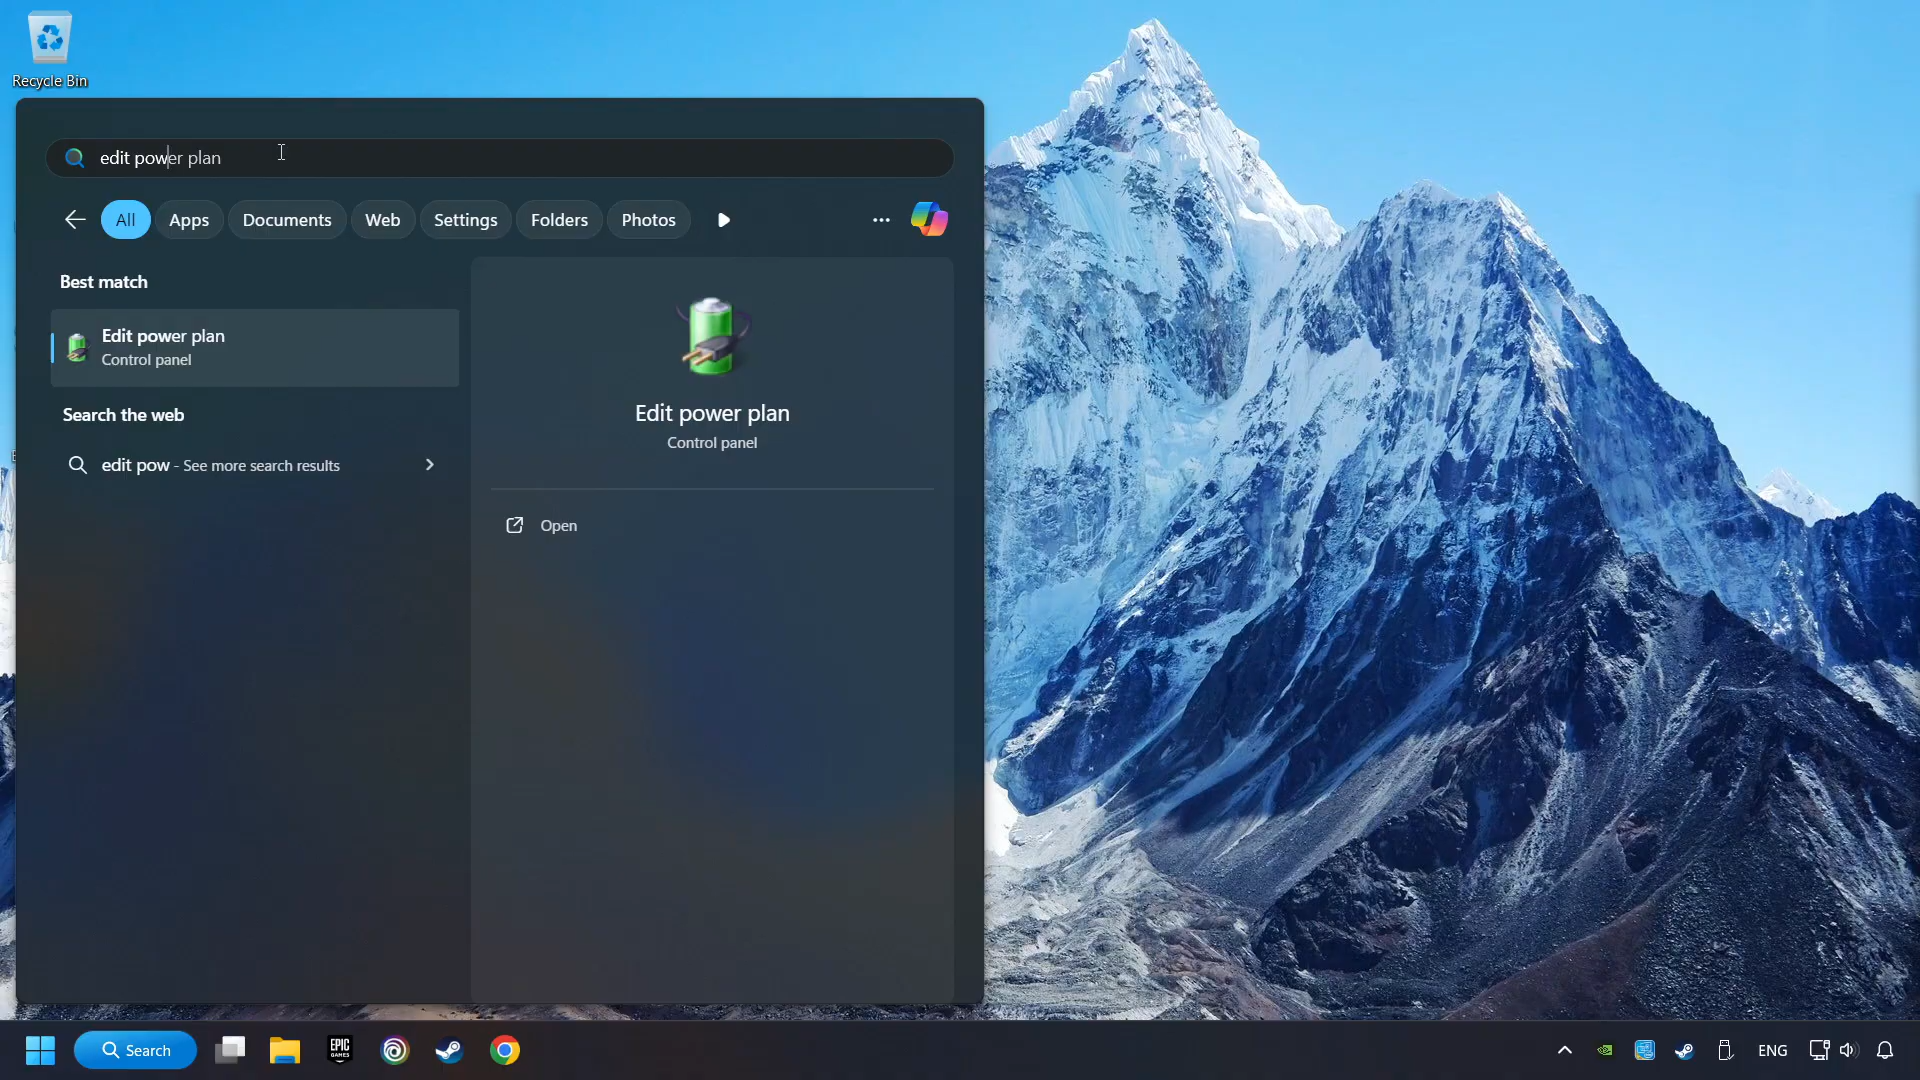 Recycle Bin
edit power plan
All
Apps
Documents
Web
Settings
Folders
Photos
Best match
Edit power plan
Control panel
Search the web
edit pow - See more search results
Edit power plan
Control panel
Open
Search
EPIC
GAMES
ENG